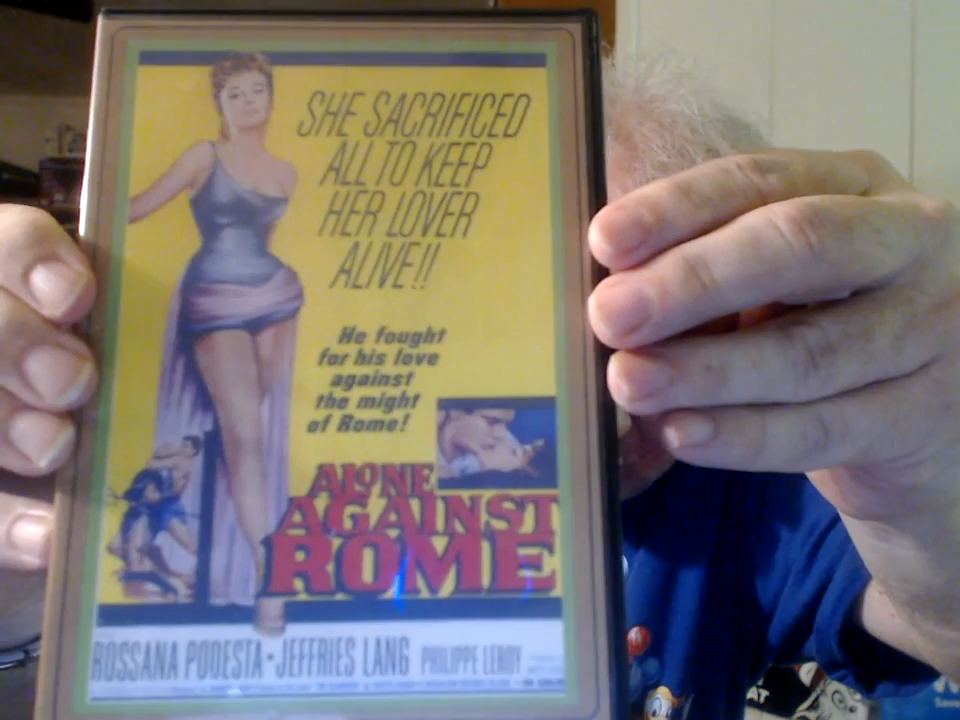 SHE SACRIFICED
ALL TO KEEP
HER LOVER
ALIVE!!
He fought
for his love
against
the might
of Rome!
ALONE
AGAINST
ROME
ROSSANA PODESTA • JEFFRIES LANG PHILIPPE LEROY